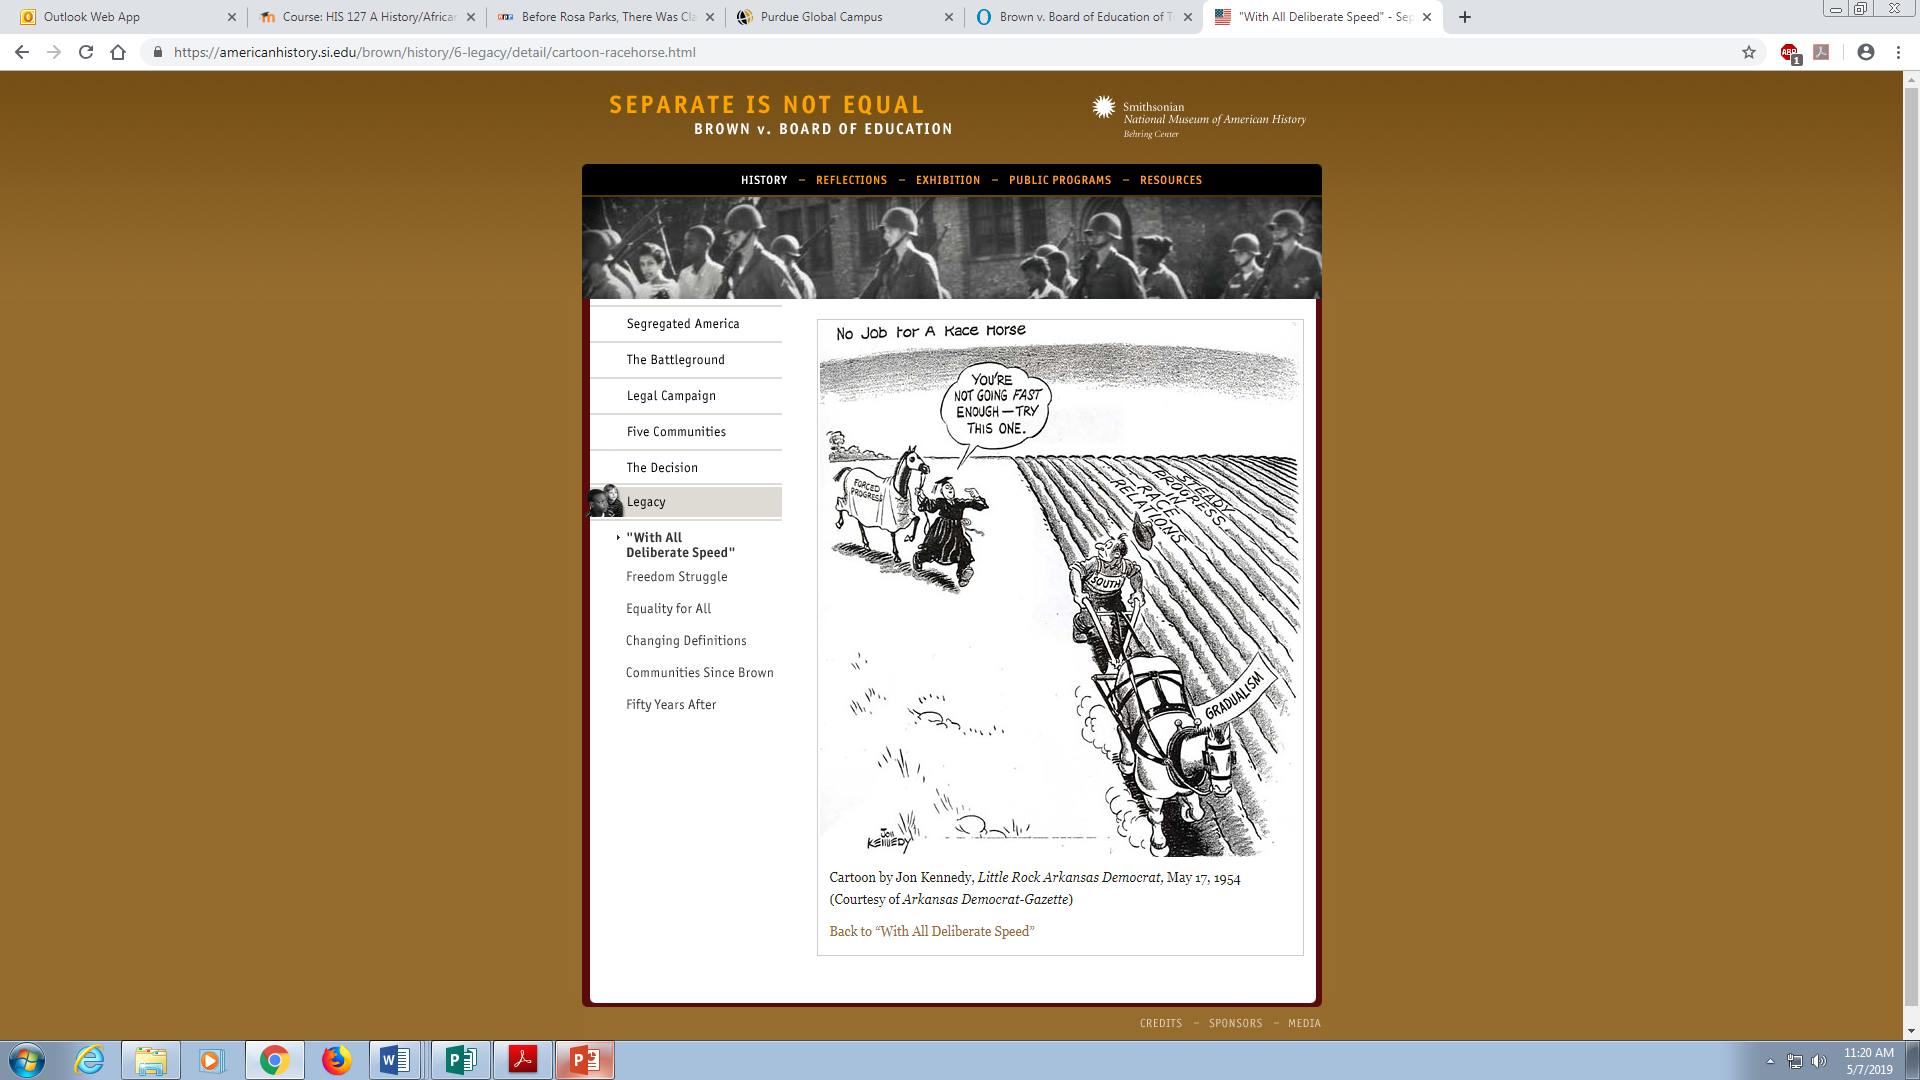 Outlook Web App
Course: HIS 127 A History/African
Before Rosa Parks, There Was Cla
Purdue Global Campus
Brown v. Board of Education of T
"With All Deliberate Speed" - Sep
https://americanhistory.si.edu/brown/history/6-legacy/detail/cartoon-racehorse.html
ABP
1
SEPARATE IS NOT EQUAL
BROWN v. BOARD OF EDUCATION
Smithsonian
National Museum of American History
Behring Center
HISTORY – REFLECTIONS – EXHIBITION – PUBLIC PROGRAMS – RESOURCES
Segregated America
The Battleground
Legal Campaign
Five Communities
The Decision
Legacy
"With All
Deliberate Speed"
Freedom Struggle
Equality for All
Changing Definitions
Communities Since Brown
Fifty Years After
No Job For A Race Horse
YOU'RE
NOT GOING FAST
ENOUGH—TRY
THIS ONE.
FORCED
PROGRESS
STEADY
PROGRESS
IN
RACE
RELATIONS
SOUTH
GRADUALISM
JON
KENNEDY
Cartoon by Jon Kennedy, Little Rock Arkansas Democrat, May 17, 1954
(Courtesy of Arkansas Democrat-Gazette)
Back to “With All Deliberate Speed”
CREDITS – SPONSORS – MEDIA
11:20 AM
5/7/2019